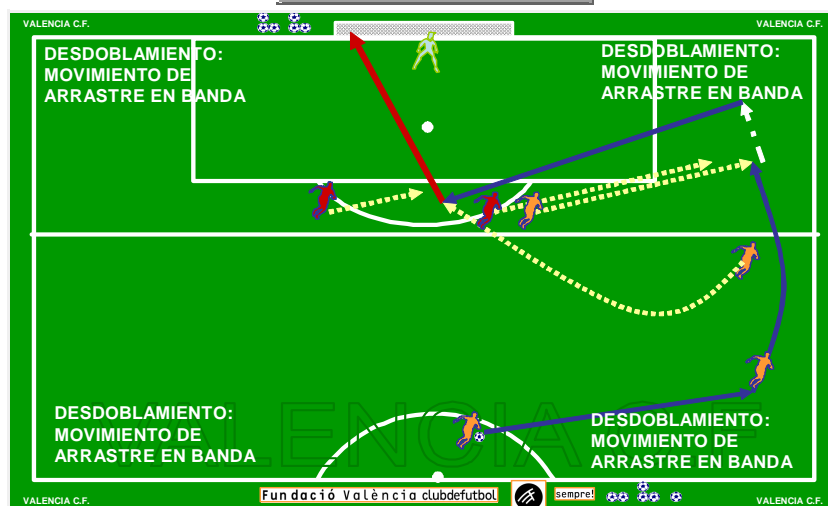 VALENCIA C.F.
VALENCIA C.F.
DESDOBLAMIENTO:
MOVIMIENTO DE
ARRASTRE EN BANDA
DESDOBLAMIENTO:
MOVIMIENTO DE
ARRASTRE EN BANDA
VALENCIA C.F
DESDOBLAMIENTO:
MOVIMIENTO DE
ARRASTRE EN BANDA
DESDOBLAMIENTO:
MOVIMIENTO DE
ARRASTRE EN BANDA
Fundació València clubdefutbol
sempre!
VALENCIA C.F.
VALENCIA C.F.